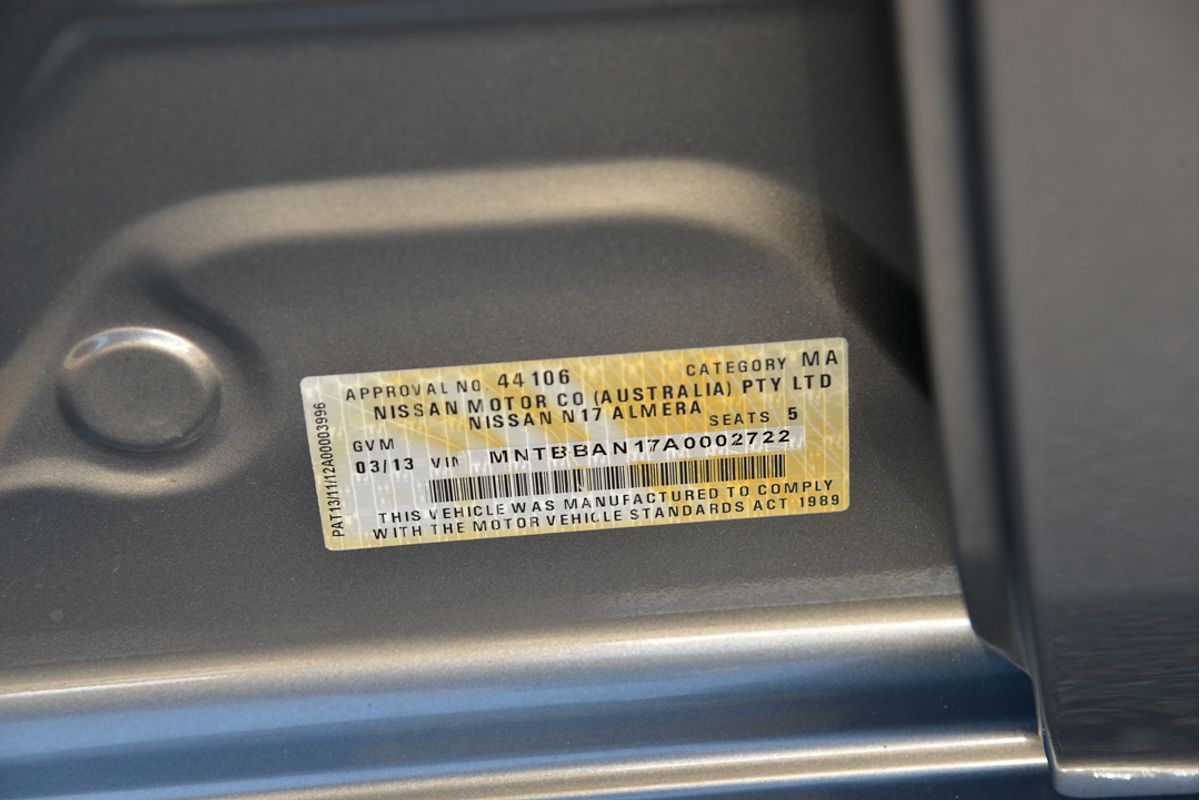 APPROVAL NO. 44106 CATEGORY MA
NISSAN MOTOR CO (AUSTRALIA) PTY LTD
NISSAN N17 ALMERA
GVM SEATS 5
03/13 VIN MNTBBAN17A0002722
THIS VEHICLE WAS MANUFACTURED TO COMPLY
WITH THE MOTOR VEHICLE STANDARDS ACT 1989
PAT13/11/12A00003996